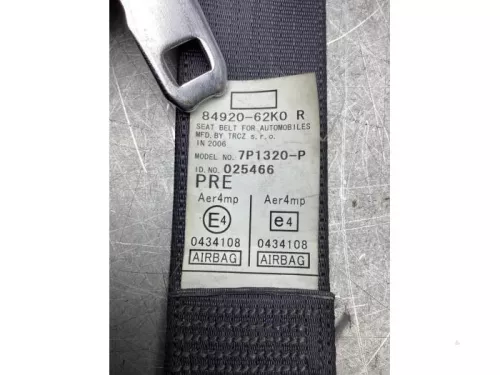 84920-62K0 R
SEAT BELT FOR AUTOMOBILES
MFD. BY TRCZ s.r.o.
IN 2006
MODEL NO. 7P1320-P
ID.NO. 025466
PRE
Aer4mp Aer4mp
E4 e4
0434108 0434108
AIRBAG AIRBAG